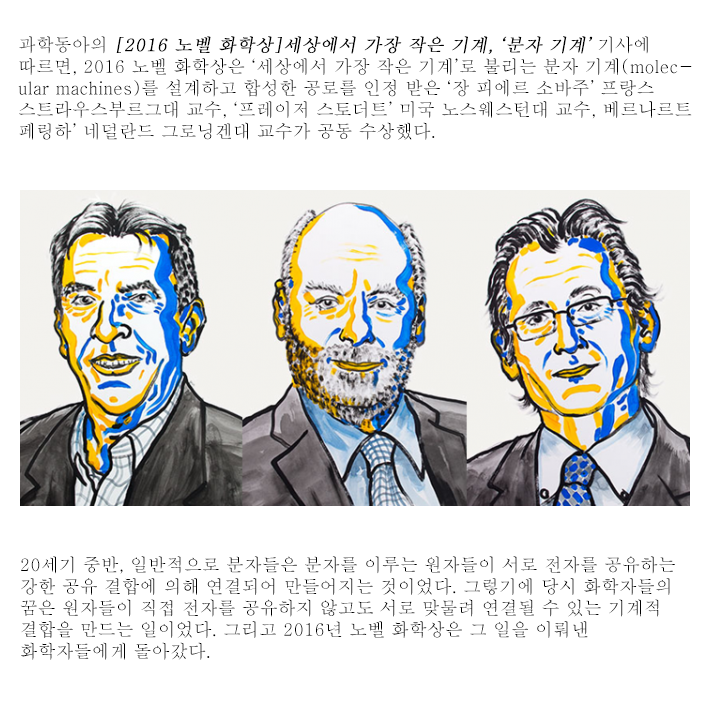 과학동아의 [2016 노벨 화학상]세상에서 가장 작은 기계, ‘분자 기계’ 기사에
따르면, 2016 노벨 화학상은 ‘세상에서 가장 작은 기계’로 불리는 분자 기계(molec-
ular machines)를 설계하고 합성한 공로를 인정 받은 ‘장 피에르 소바주’ 프랑스
스트라우스부르그대 교수, ‘프레이저 스토더트’ 미국 노스웨스턴대 교수, 베르나르트
페링하’ 네덜란드 그로닝겐대 교수가 공동 수상했다.
20세기 중반, 일반적으로 분자들은 분자를 이루는 원자들이 서로 전자를 공유하는
강한 공유 결합에 의해 연결되어 만들어지는 것이었다. 그렇기에 당시 화학자들의
꿈은 원자들이 직접 전자를 공유하지 않고도 서로 맞물려 연결될 수 있는 기계적
결합을 만드는 일이었다. 그리고 2016년 노벨 화학상은 그 일을 이뤄낸
화학자들에게 돌아갔다.